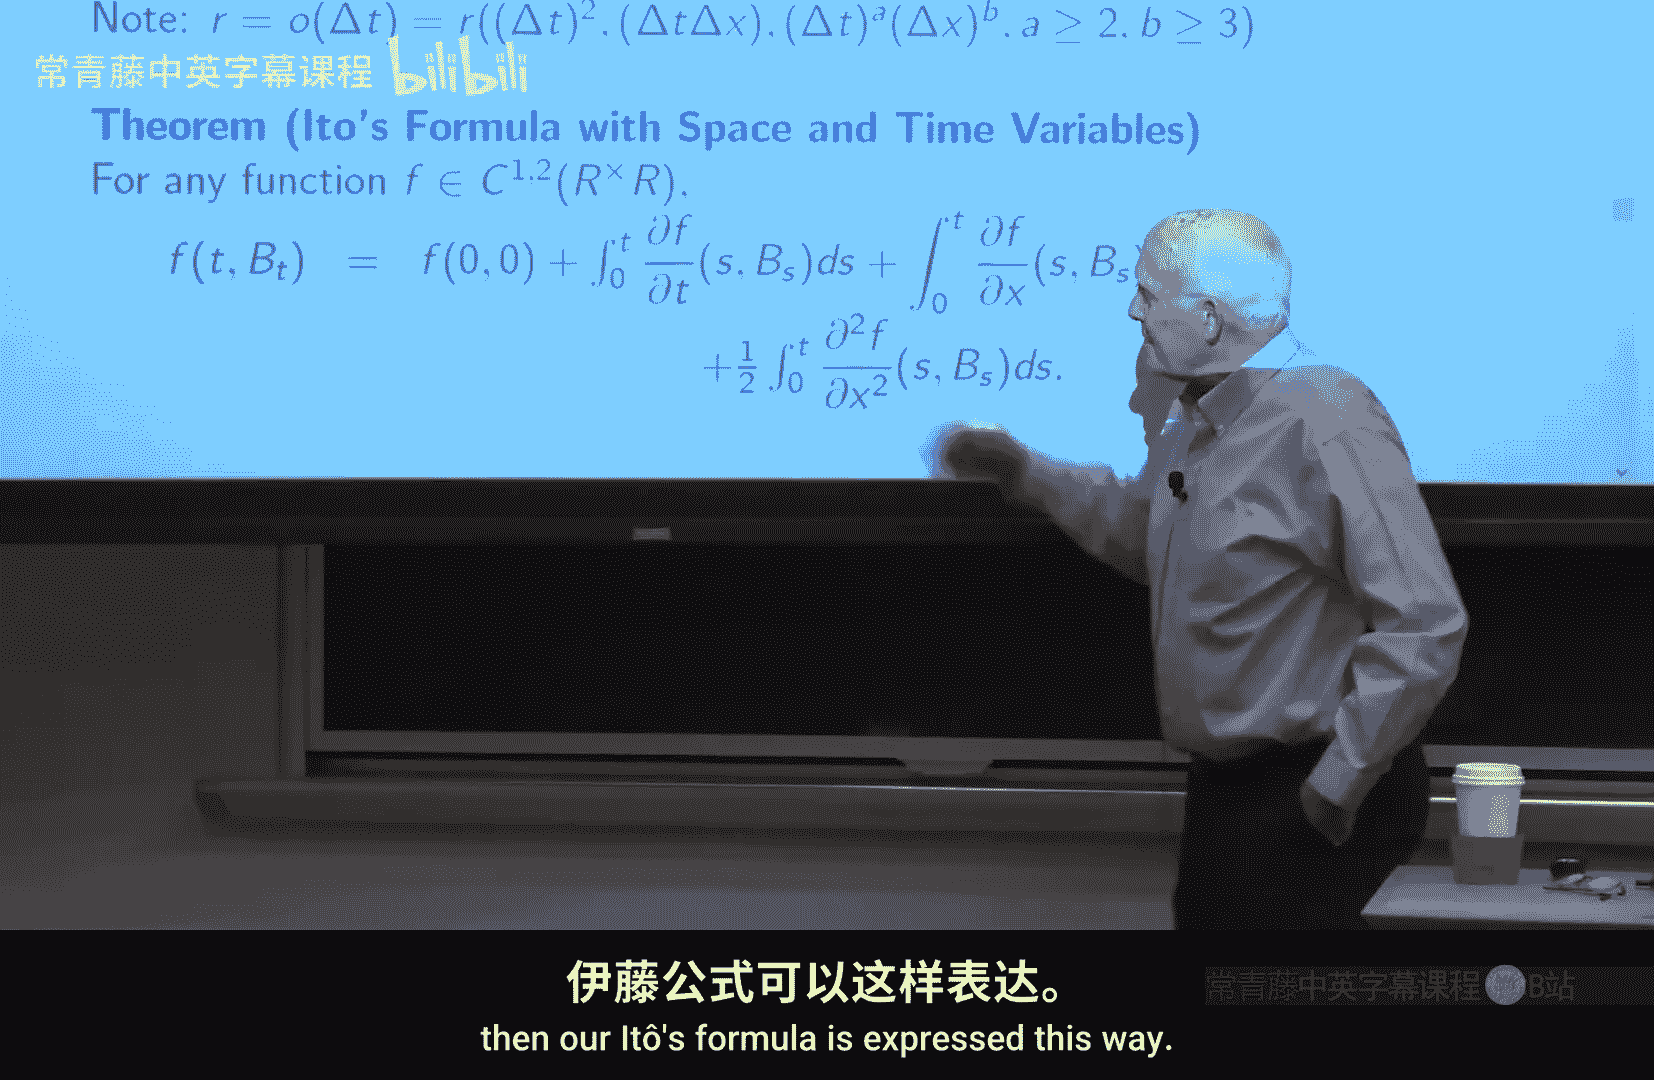 Note: r = o(Δt) = r((Δt)², (ΔtΔx), (Δt)ᵃ(Δx)ᵇ, a ≥ 2, b ≥ 3)
常青藤中英字幕课程 bilibili
Theorem (Ito's Formula with Space and Time Variables)
For any function f ∈ C^{1,2}(R × R),
f(t, B_t) = f(0, 0) + ∫₀ᵗ ∂f/∂t (s, B_s)ds + ∫₀ᵗ ∂f/∂x (s, B_s)
+ ½ ∫₀ᵗ ∂²f/∂x² (s, B_s)ds.
伊藤公式可以这样表达。
常青藤中英字幕课程 B站
then our Itô's formula is expressed this way.